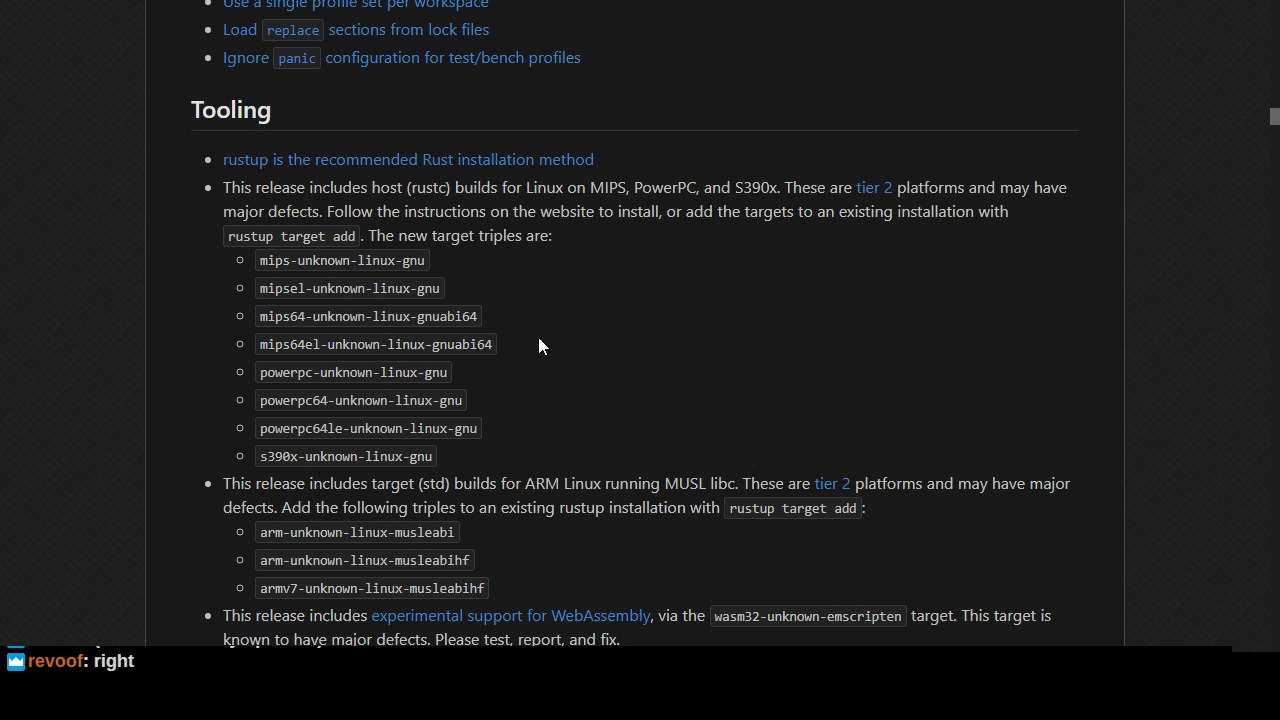 Use a single profile set per workspace
Load replace sections from lock files
Ignore panic configuration for test/bench profiles
Tooling
rustup is the recommended Rust installation method
This release includes host (rustc) builds for Linux on MIPS, PowerPC, and S390x. These are tier 2 platforms and may have
major defects. Follow the instructions on the website to install, or add the targets to an existing installation with
rustup target add. The new target triples are:
mips-unknown-linux-gnu
mipsel-unknown-linux-gnu
mips64-unknown-linux-gnuabi64
mips64el-unknown-linux-gnuabi64
powerpc-unknown-linux-gnu
powerpc64-unknown-linux-gnu
powerpc64le-unknown-linux-gnu
s390x-unknown-linux-gnu
This release includes target (std) builds for ARM Linux running MUSL libc. These are tier 2 platforms and may have major
defects. Add the following triples to an existing rustup installation with rustup target add:
arm-unknown-linux-musleabi
arm-unknown-linux-musleabihf
armv7-unknown-linux-musleabihf
This release includes experimental support for WebAssembly, via the wasm32-unknown-emscripten target. This target is
known to have major defects. Please test, report, and fix.
revoof: right